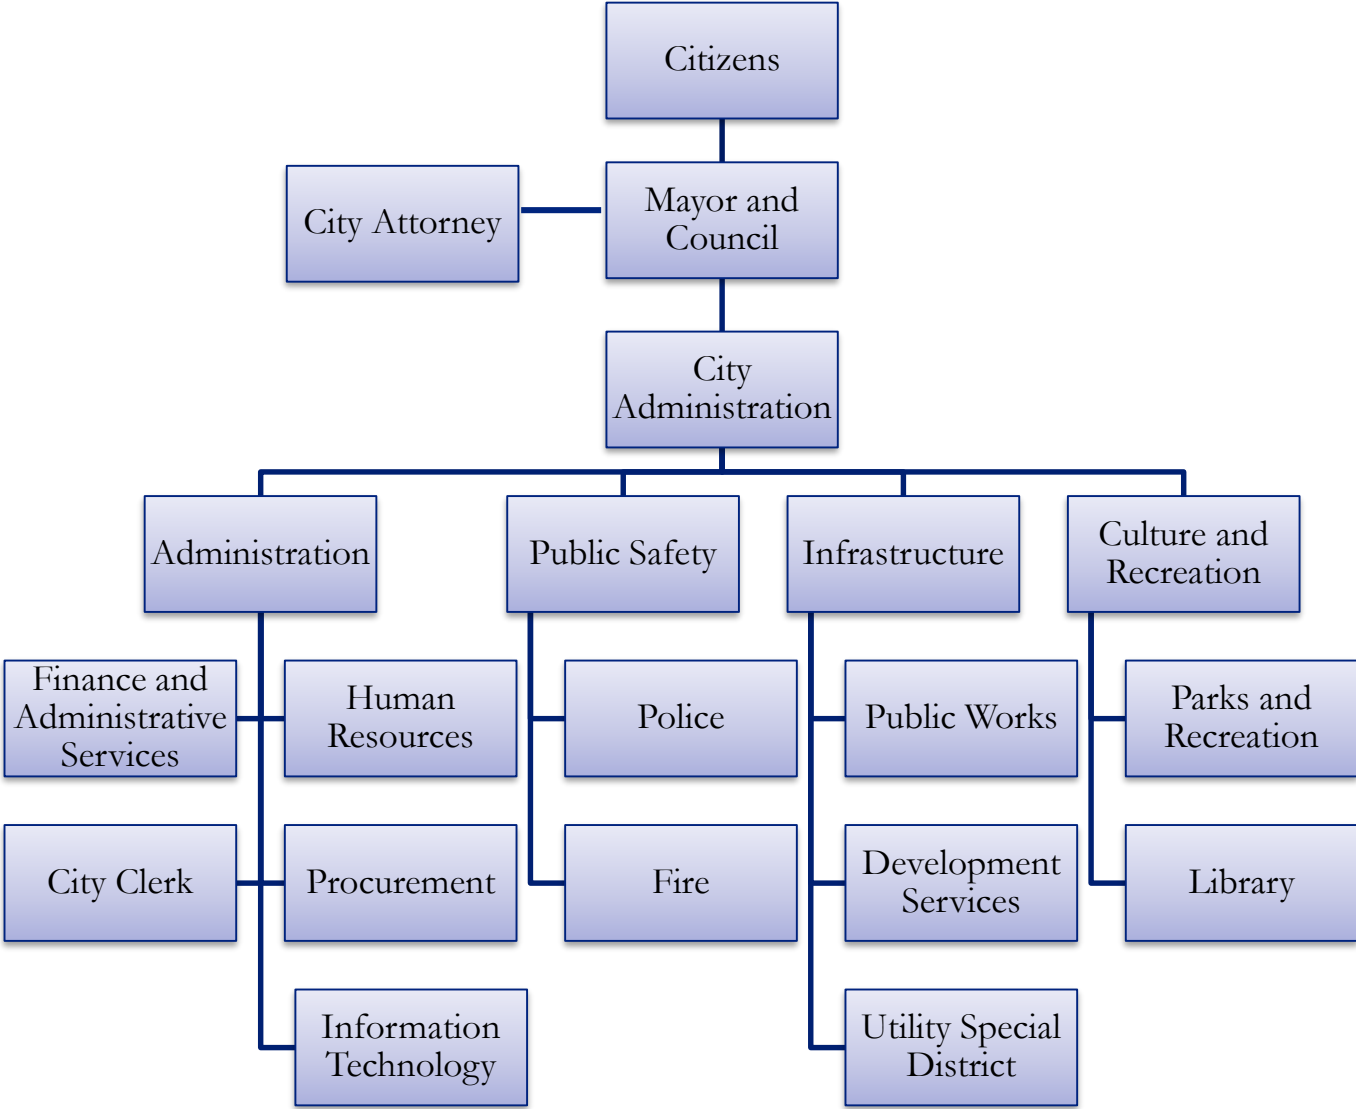 Citizens
City Attorney
Mayor and
Council
City
Administration
Administration
Public Safety
Infrastructure
Culture and
Recreation
Finance and
Administrative
Services
Human
Resources
Police
Public Works
Parks and
Recreation
City Clerk
Procurement
Fire
Development
Services
Library
Information
Technology
Utility Special
District